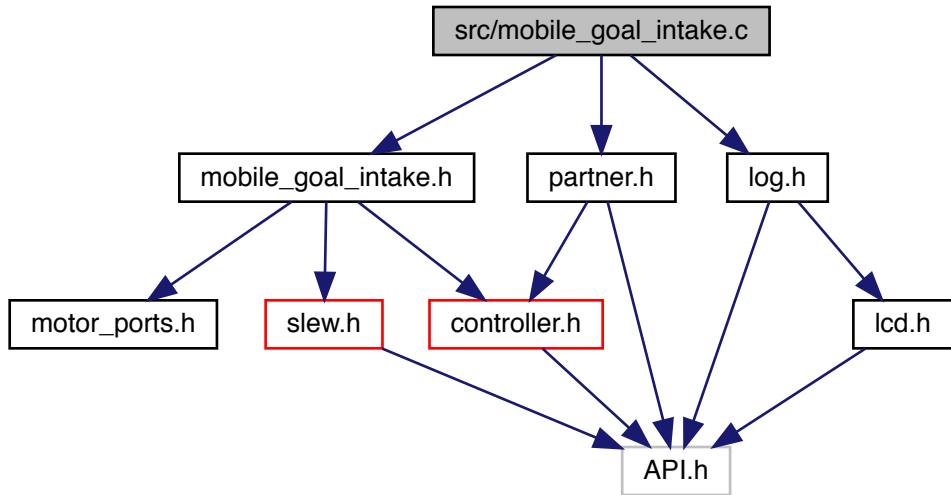 src/mobile_goal_intake.c
mobile_goal_intake.h
partner.h
log.h
motor_ports.h
slew.h
controller.h
lcd.h
API.h